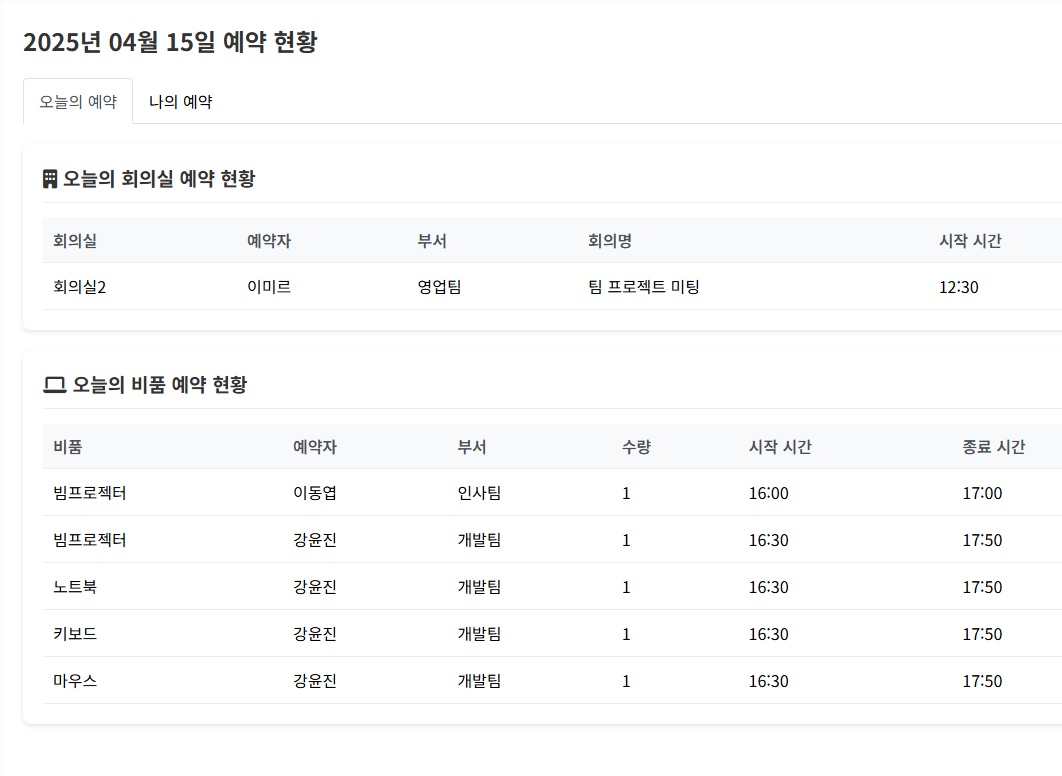 2025년 04월 15일 예약 현황
오늘의 예약 나의 예약
오늘의 회의실 예약 현황
회의실 예약자 부서 회의명 시작 시간
회의실2 이미르 영업팀 팀 프로젝트 미팅 12:30
오늘의 비품 예약 현황
비품 예약자 부서 수량 시작 시간 종료 시간
빔프로젝터 이동엽 인사팀 1 16:00 17:00
빔프로젝터 강윤진 개발팀 1 16:30 17:50
노트북 강윤진 개발팀 1 16:30 17:50
키보드 강윤진 개발팀 1 16:30 17:50
마우스 강윤진 개발팀 1 16:30 17:50